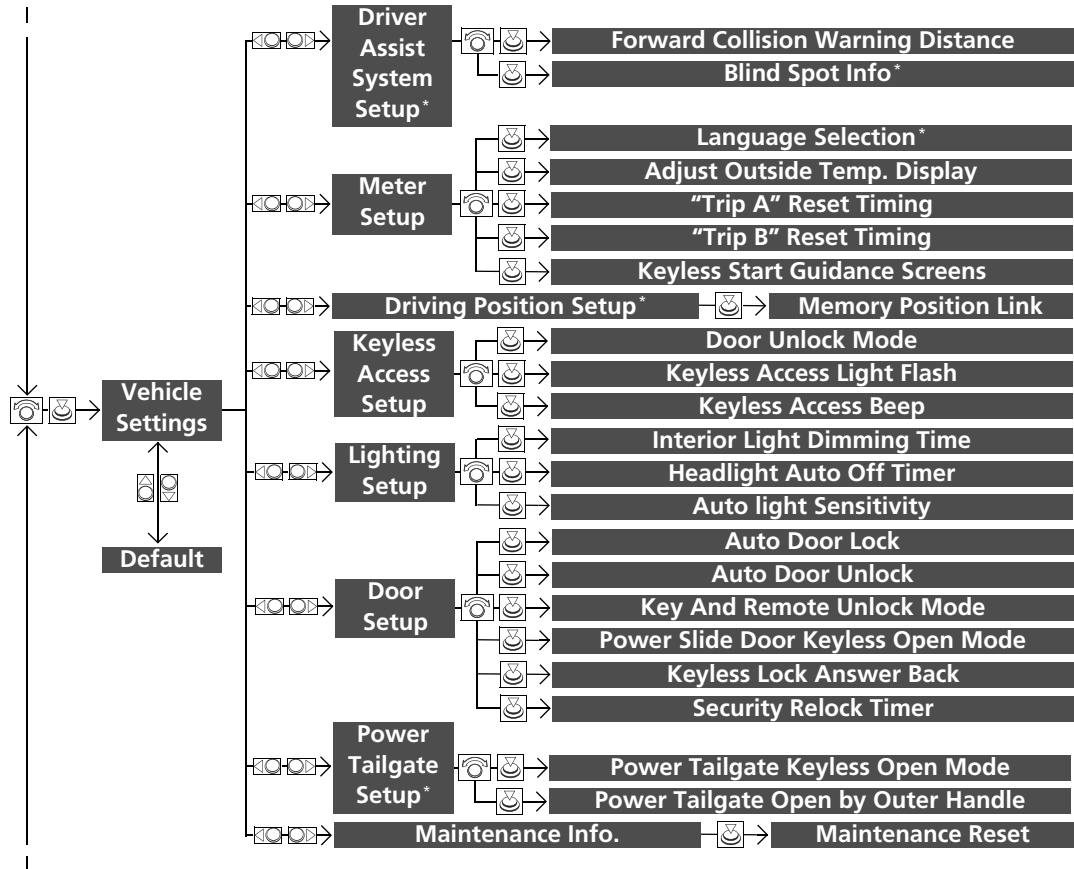 Driver
Assist
System
Setup*
Forward Collision Warning Distance
Blind Spot Info*
Meter
Setup
Language Selection*
Adjust Outside Temp. Display
“Trip A” Reset Timing
“Trip B” Reset Timing
Keyless Start Guidance Screens
Driving Position Setup*
Memory Position Link
Keyless
Access
Setup
Door Unlock Mode
Keyless Access Light Flash
Keyless Access Beep
Vehicle
Settings
Default
Lighting
Setup
Interior Light Dimming Time
Headlight Auto Off Timer
Auto light Sensitivity
Door
Setup
Auto Door Lock
Auto Door Unlock
Key And Remote Unlock Mode
Power Slide Door Keyless Open Mode
Keyless Lock Answer Back
Security Relock Timer
Power
Tailgate
Setup*
Power Tailgate Keyless Open Mode
Power Tailgate Open by Outer Handle
Maintenance Info.
Maintenance Reset